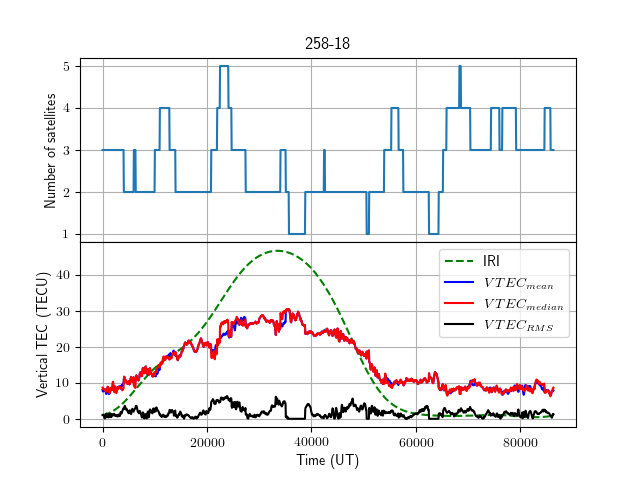 258-18
Number of satellites
5
4
3
2
1
Vertical TEC (TECU)
40
30
20
10
0
IRI
VTEC_mean
VTEC_median
VTEC_RMS
0 20000 40000 60000 80000
Time (UT)